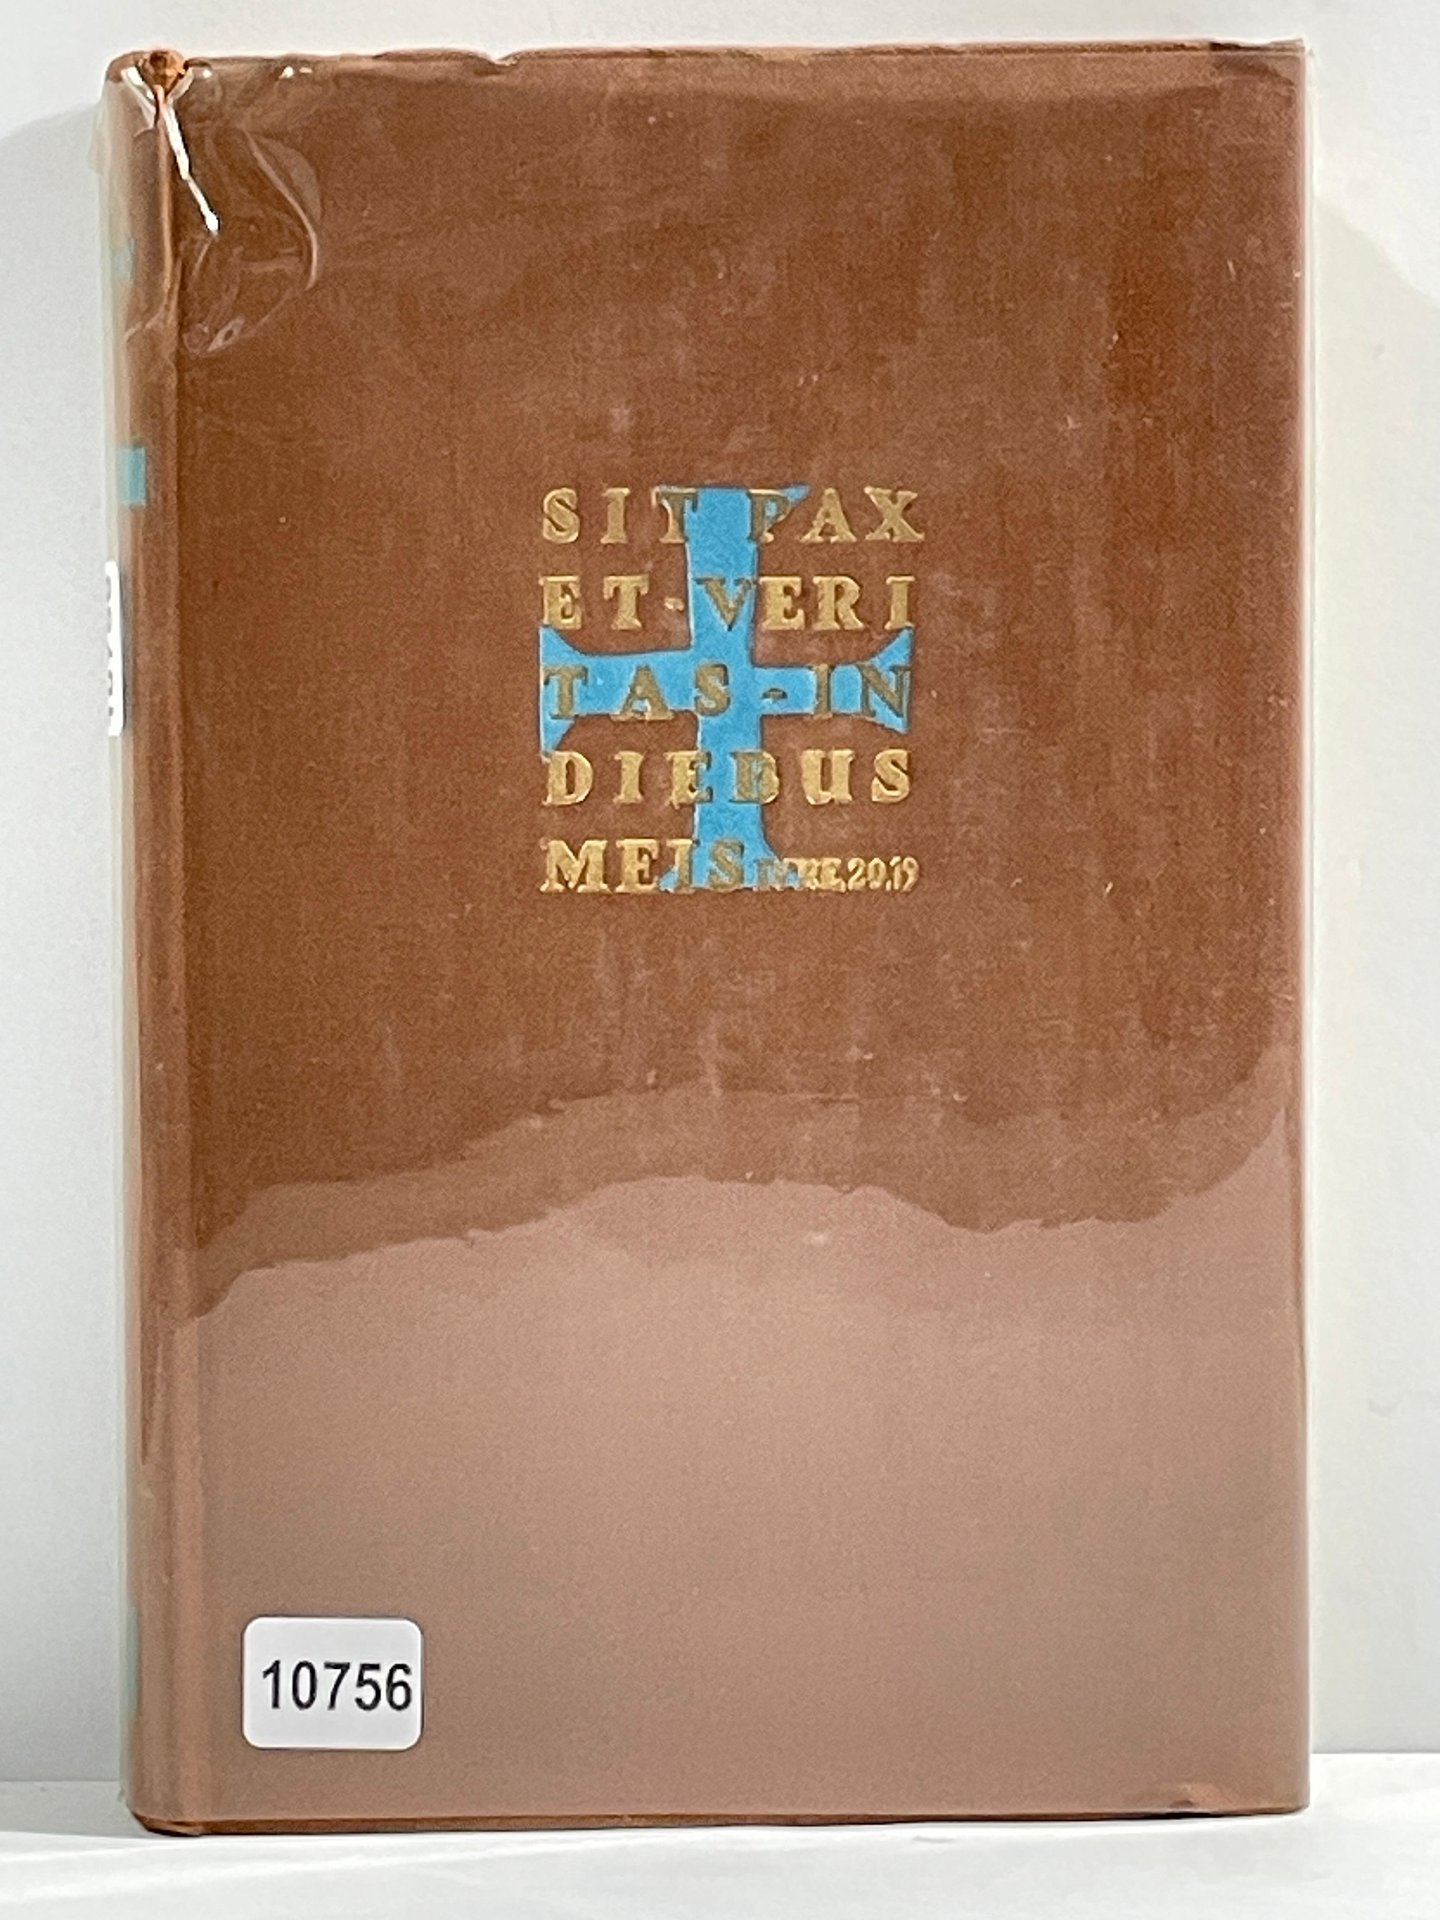 SIT PAX
ET-VERI
TAS-IN
DIEBUS
MEIS IV.RE,20,19
10756